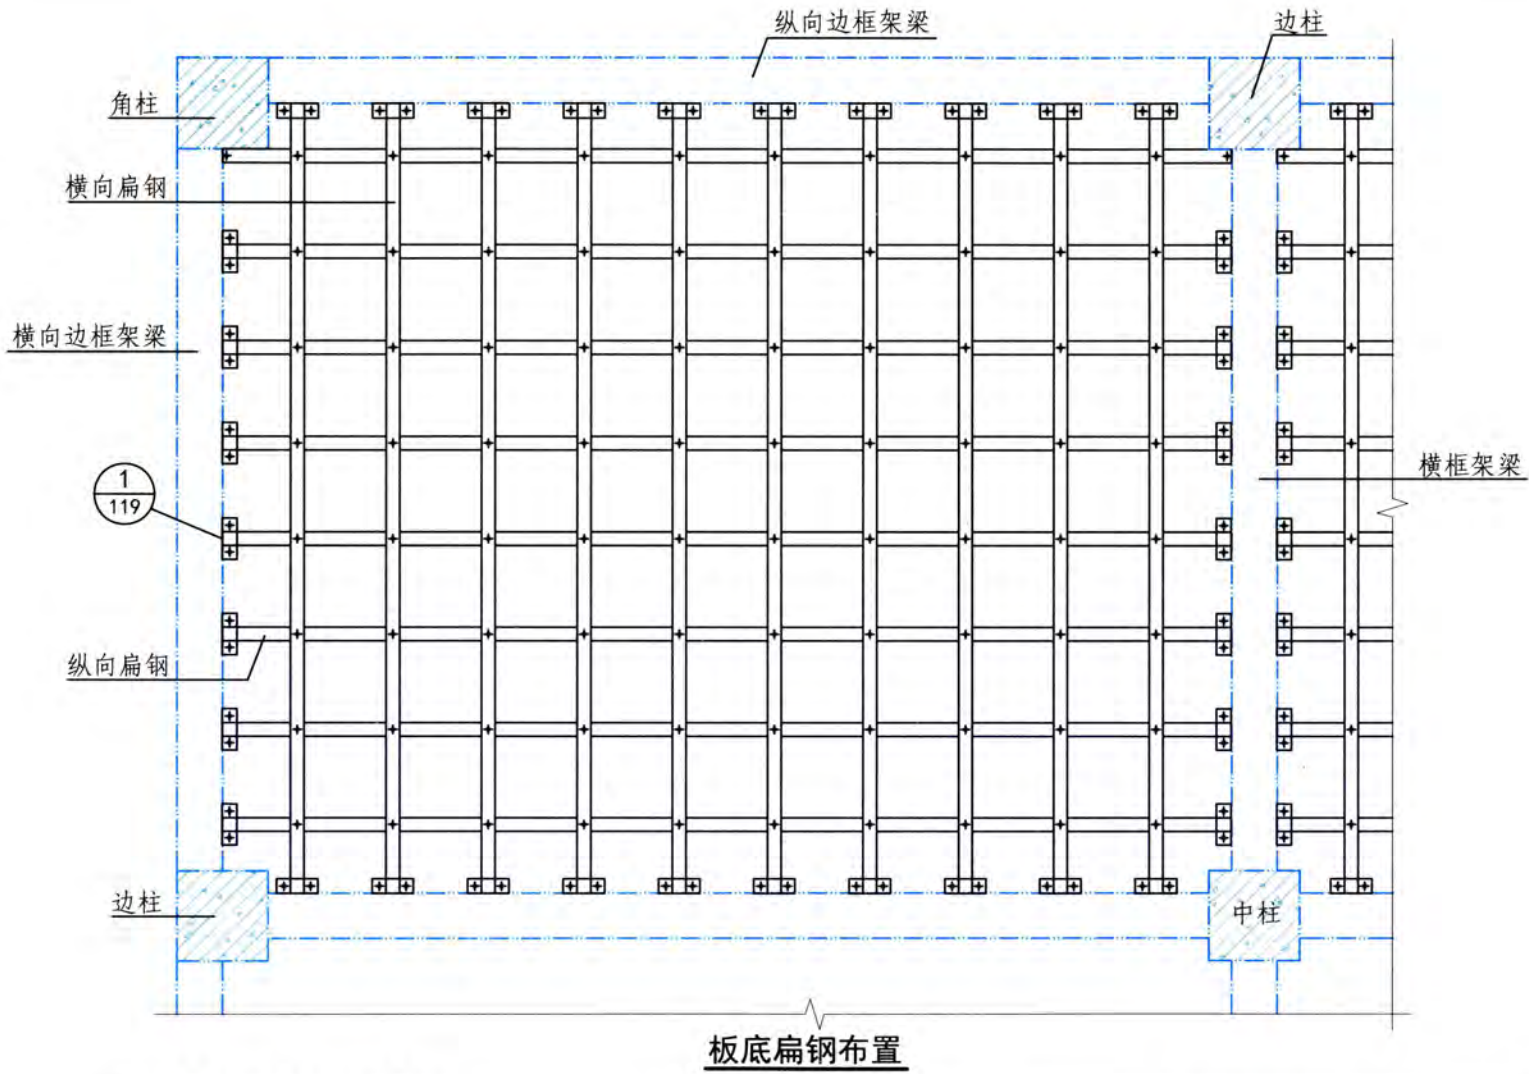 纵向边框架梁
边柱
角柱
横向扁钢
横向边框架梁
横框架梁
1
119
纵向扁钢
边柱
中柱
板底扁钢布置